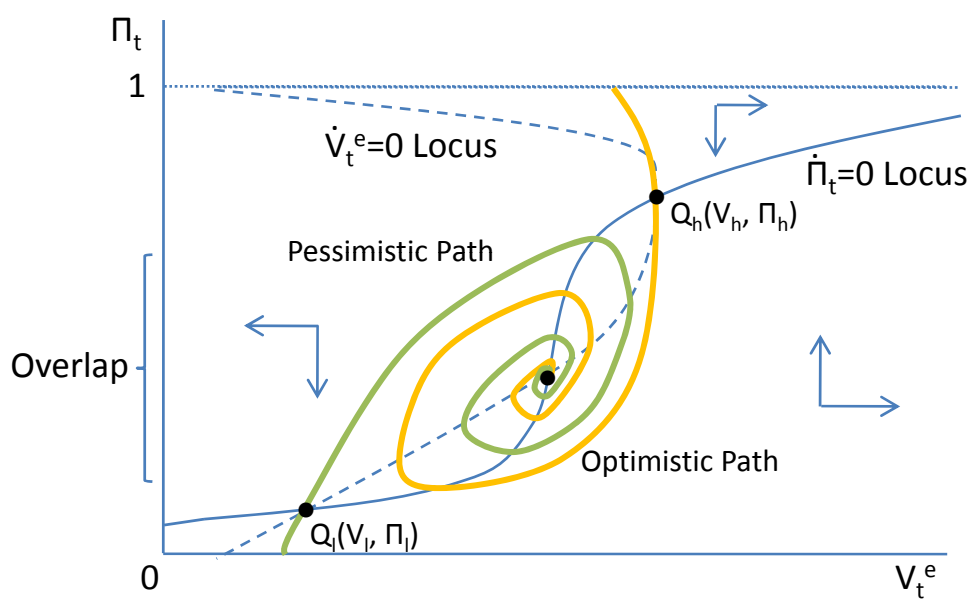 Π_t
1
V̇_t^e=0 Locus
Π̇_t=0 Locus
Q_h(V_h, Π_h)
Pessimistic Path
Overlap
Optimistic Path
Q_l(V_l, Π_l)
0
V_t^e